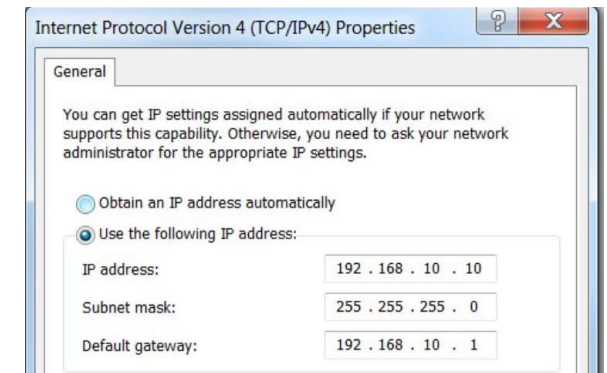 Internet Protocol Version 4 (TCP/IPv4) Properties
General
You can get IP settings assigned automatically if your network
supports this capability. Otherwise, you need to ask your network
administrator for the appropriate IP settings.
Obtain an IP address automatically
Use the following IP address:
IP address: 192 . 168 . 10 . 10
Subnet mask: 255 . 255 . 255 . 0
Default gateway: 192 . 168 . 10 . 1